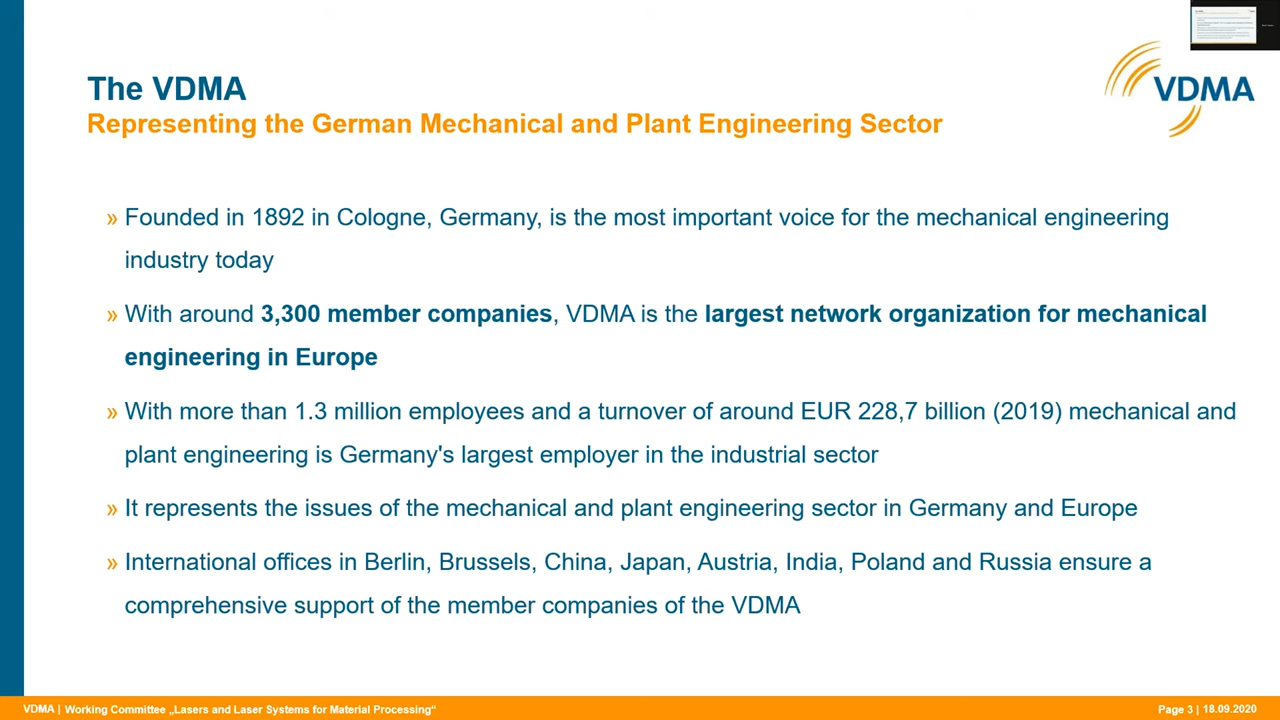 The VDMA
Representing the German Mechanical and Plant Engineering Sector
VDMA
» Founded in 1892 in Cologne, Germany, is the most important voice for the mechanical engineering
industry today
» With around 3,300 member companies, VDMA is the largest network organization for mechanical
engineering in Europe
» With more than 1.3 million employees and a turnover of around EUR 228,7 billion (2019) mechanical and
plant engineering is Germany's largest employer in the industrial sector
» It represents the issues of the mechanical and plant engineering sector in Germany and Europe
» International offices in Berlin, Brussels, China, Japan, Austria, India, Poland and Russia ensure a
comprehensive support of the member companies of the VDMA
VDMA | Working Committee „Lasers and Laser Systems for Material Processing“
Page 3 | 18.09.2020